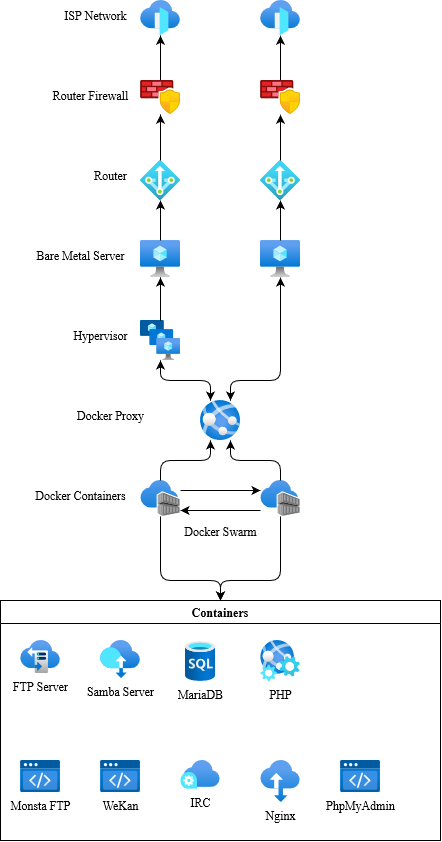 ISP Network
Router Firewall
Router
Bare Metal Server
Hypervisor
Docker Proxy
Docker Containers
Docker Swarm
Containers
FTP Server
Samba Server
SQL
MariaDB
PHP
Monsta FTP
WeKan
IRC
Nginx
PhpMyAdmin